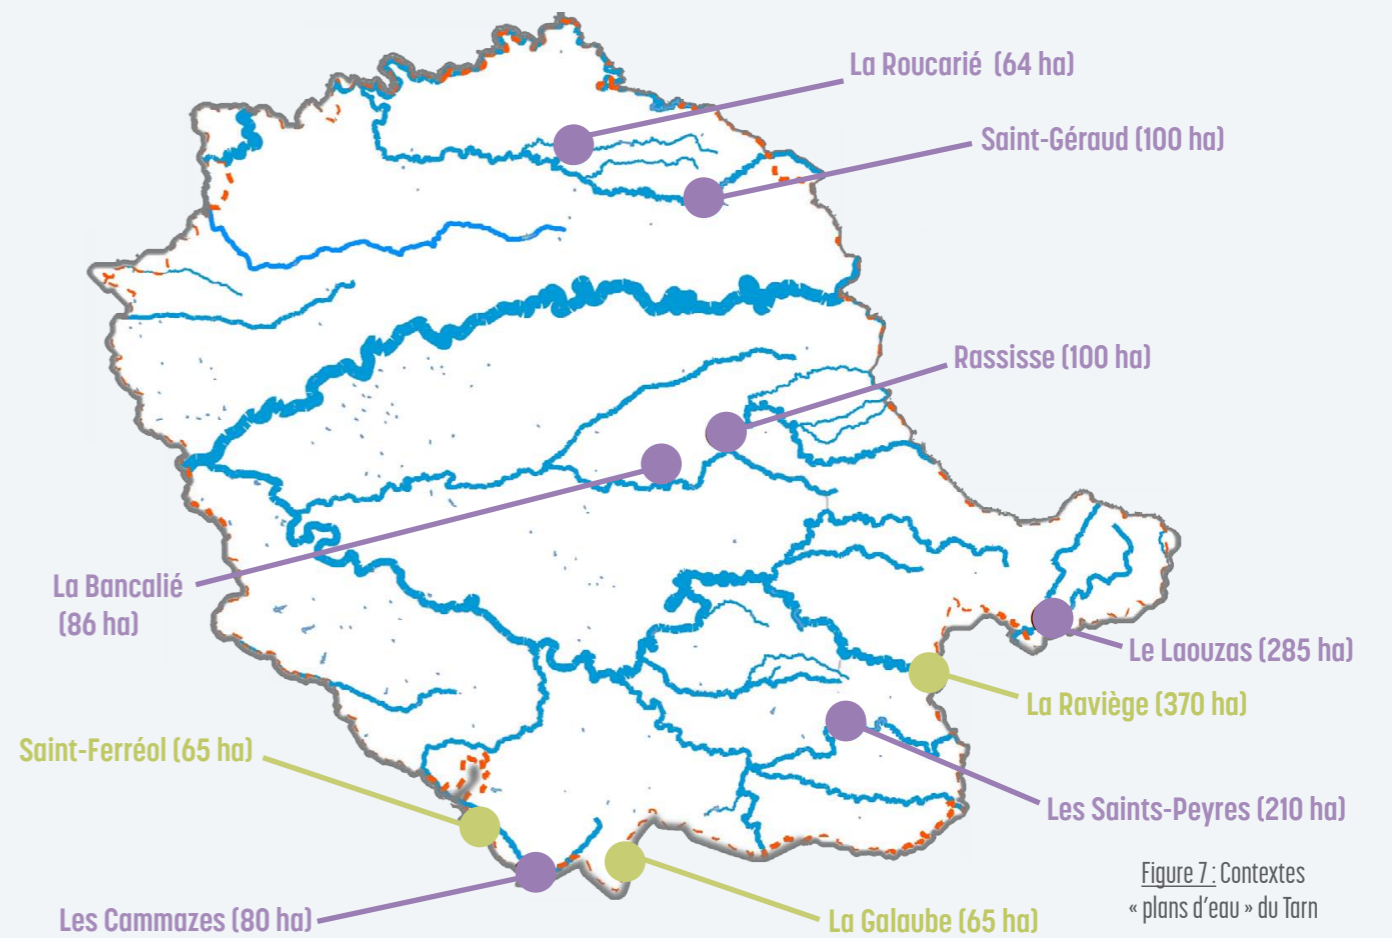 La Roucarié (64 ha)
Saint-Géraud (100 ha)
Rassisse (100 ha)
La Bancalié
(86 ha)
Le Laouzas (285 ha)
La Raviège (370 ha)
Saint-Ferréol (65 ha)
Les Saints-Peyres (210 ha)
Les Cammazes (80 ha)
La Galaube (65 ha)
Figure 7 : Contextes
« plans d'eau » du Tarn